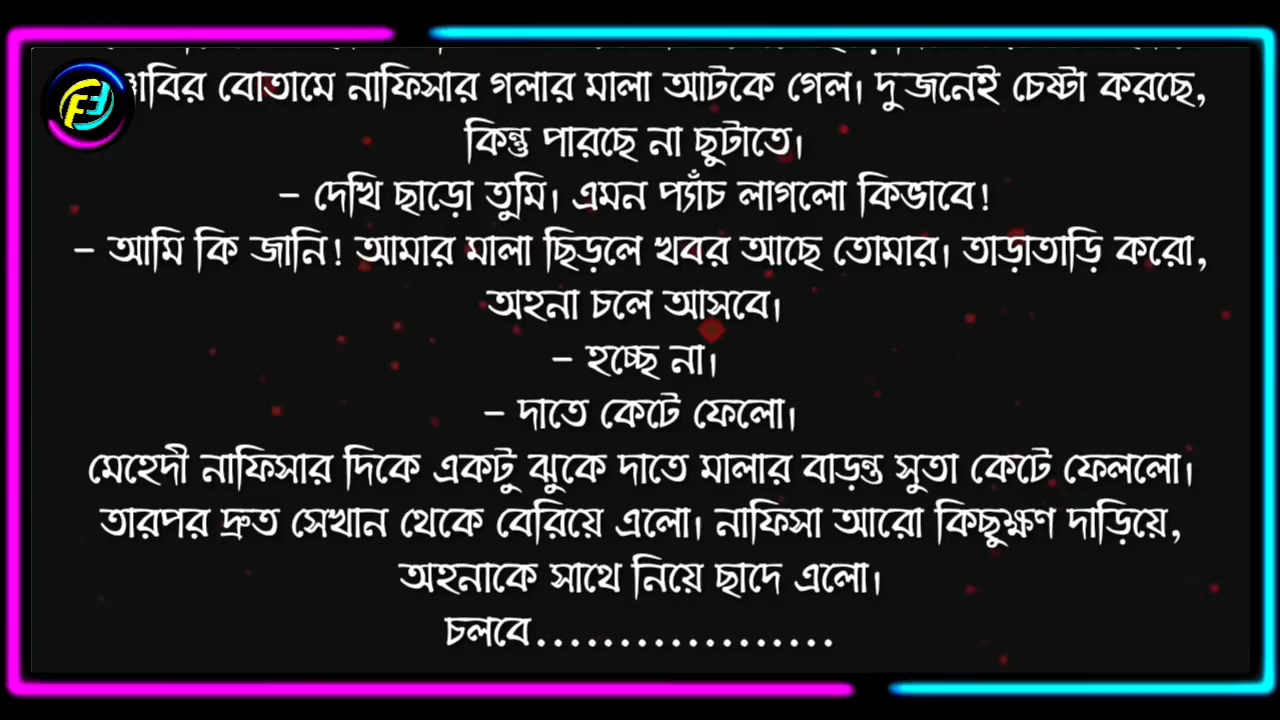 বোতামে নাফিসার গলার মালা আটকে গেল। দু'জনেই চেষ্টা করছে,
কিন্তু পারছে না ছুটাতে।
– দেখি ছাড়ো তুমি। এমন প্যাঁচ লাগলো কিভাবে!
– আমি কি জানি! আমার মালা ছিড়লে খবর আছে তোমার। তাড়াতাড়ি করো,
অহনা চলে আসবে।
– হচ্ছে না।
– দাতে কেটে ফেলো।
মেহেদী নাফিসার দিকে একটু ঝুকে দাতে মালার বাড়ন্ত সুতা কেটে ফেললো।
তারপর দ্রুত সেখান থেকে বেরিয়ে এলো। নাফিসা আরো কিছুক্ষণ দাড়িয়ে,
অহনাকে সাথে নিয়ে ছাদে এলো।
চলবে..................